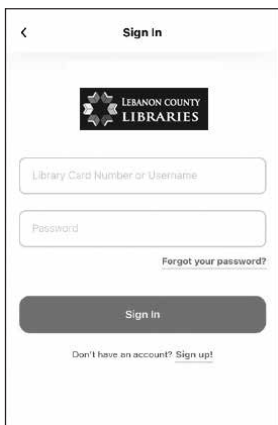 Sign In
LEBANON COUNTY
LIBRARIES
Library Card Number or Username
Password
Forgot your password?
Sign In
Don't have an account? Sign up!